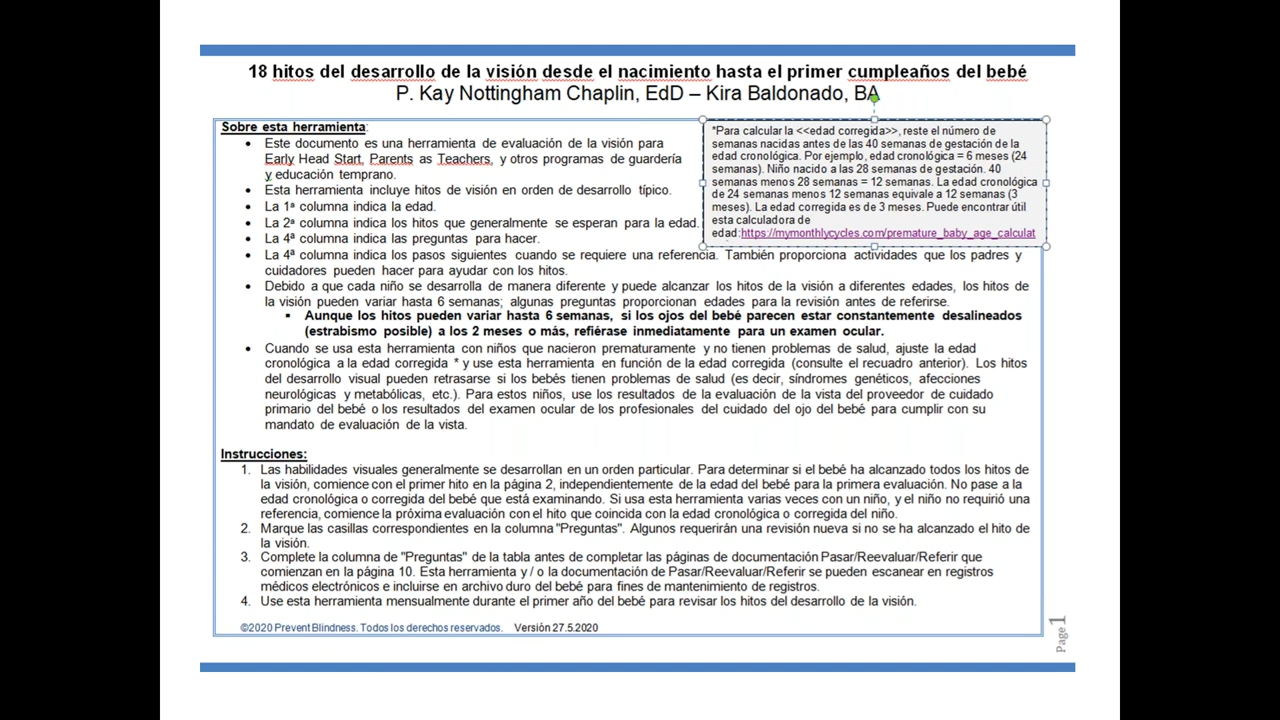 18 hitos del desarrollo de la visión desde el nacimiento hasta el primer cumpleaños del bebé
P. Kay Nottingham Chaplin, EdD – Kira Baldonado, BA
Sobre esta herramienta:
• Este documento es una herramienta de evaluación de la visión para
Early Head Start, Parents as Teachers, y otros programas de guardería
y educación temprano.
• Esta herramienta incluye hitos de visión en orden de desarrollo típico.
• La 1ª columna indica la edad.
• La 2ª columna indica los hitos que generalmente se esperan para la edad.
• La 4ª columna indica las preguntas para hacer.
• La 4ª columna indica los pasos siguientes cuando se requiere una referencia. También proporciona actividades que los padres y
cuidadores pueden hacer para ayudar con los hitos.
• Debido a que cada niño se desarrolla de manera diferente y puede alcanzar los hitos de la visión a diferentes edades, los hitos de
la visión pueden variar hasta 6 semanas; algunas preguntas proporcionan edades para la revisión antes de referirse.
▪ Aunque los hitos pueden variar hasta 6 semanas, si los ojos del bebé parecen estar constantemente desalineados
(estrabismo posible) a los 2 meses o más, refiérase inmediatamente para un examen ocular.
• Cuando se usa esta herramienta con niños que nacieron prematuramente y no tienen problemas de salud, ajuste la edad
cronológica a la edad corregida * y use esta herramienta en función de la edad corregida (consulte el recuadro anterior). Los hitos
del desarrollo visual pueden retrasarse si los bebés tienen problemas de salud (es decir, síndromes genéticos, afecciones
neurológicas y metabólicas, etc.). Para estos niños, use los resultados de la evaluación de la vista del proveedor de cuidado
primario del bebé o los resultados del examen ocular de los profesionales del cuidado del ojo del bebé para cumplir con su
mandato de evaluación de la vista.
*Para calcular la <<edad corregida>>, reste el número de
semanas nacidas antes de las 40 semanas de gestación de la
edad cronológica. Por ejemplo, edad cronológica = 6 meses (24
semanas). Niño nacido a las 28 semanas de gestación. 40
semanas menos 28 semanas = 12 semanas. La edad cronológica
de 24 semanas menos 12 semanas equivale a 12 semanas (3
meses). La edad corregida es de 3 meses. Puede encontrar útil
esta calculadora de
edad:https://mymonthlycycles.com/premature_baby_age_calculat
Instrucciones:
1. Las habilidades visuales generalmente se desarrollan en un orden particular. Para determinar si el bebé ha alcanzado todos los hitos de
la visión, comience con el primer hito en la página 2, independientemente de la edad del bebé para la primera evaluación. No pase a la
edad cronológica o corregida del bebé que está examinando. Si usa esta herramienta varias veces con un niño, y el niño no requirió una
referencia, comience la próxima evaluación con el hito que coincida con la edad cronológica o corregida del niño.
2. Marque las casillas correspondientes en la columna "Preguntas". Algunos requerirán una revisión nueva si no se ha alcanzado el hito de
la visión.
3. Complete la columna de "Preguntas" de la tabla antes de completar las páginas de documentación Pasar/Reevaluar/Referir que
comienzan en la página 10. Esta herramienta y / o la documentación de Pasar/Reevaluar/Referir se pueden escanear en registros
médicos electrónicos e incluirse en archivo duro del bebé para fines de mantenimiento de registros.
4. Use esta herramienta mensualmente durante el primer año del bebé para revisar los hitos del desarrollo de la visión.
©2020 Prevent Blindness. Todos los derechos reservados. Versión 27.5.2020
Page 1